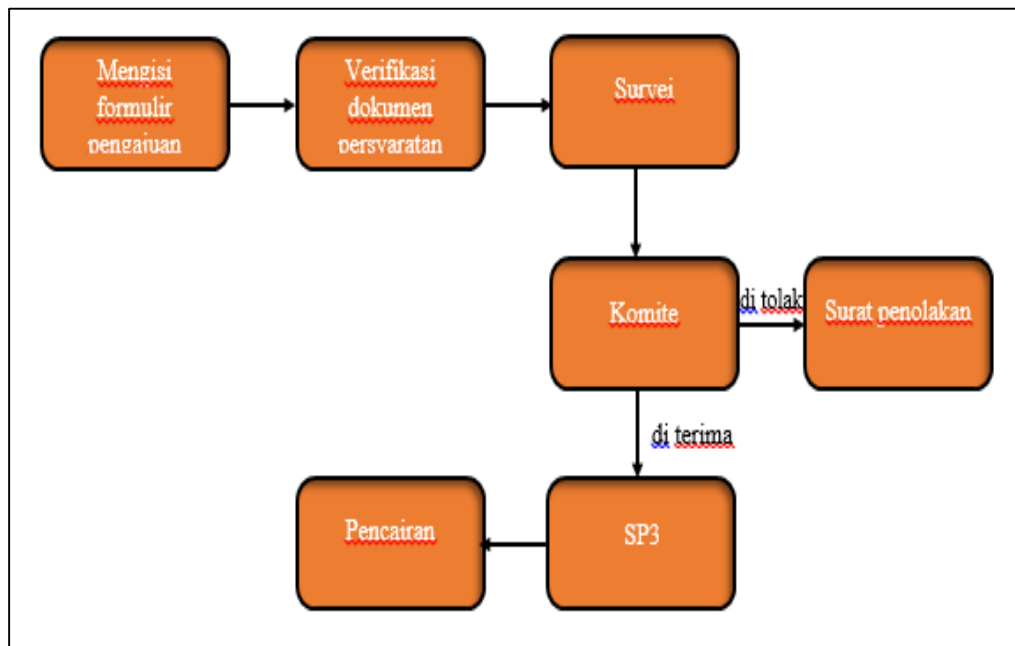 Mengisi
formulir
pengajuan
Verifikasi
dokumen
persyaratan
Survei
Komite
di tolak
Surat penolakan
di terima
SP3
Pencairan